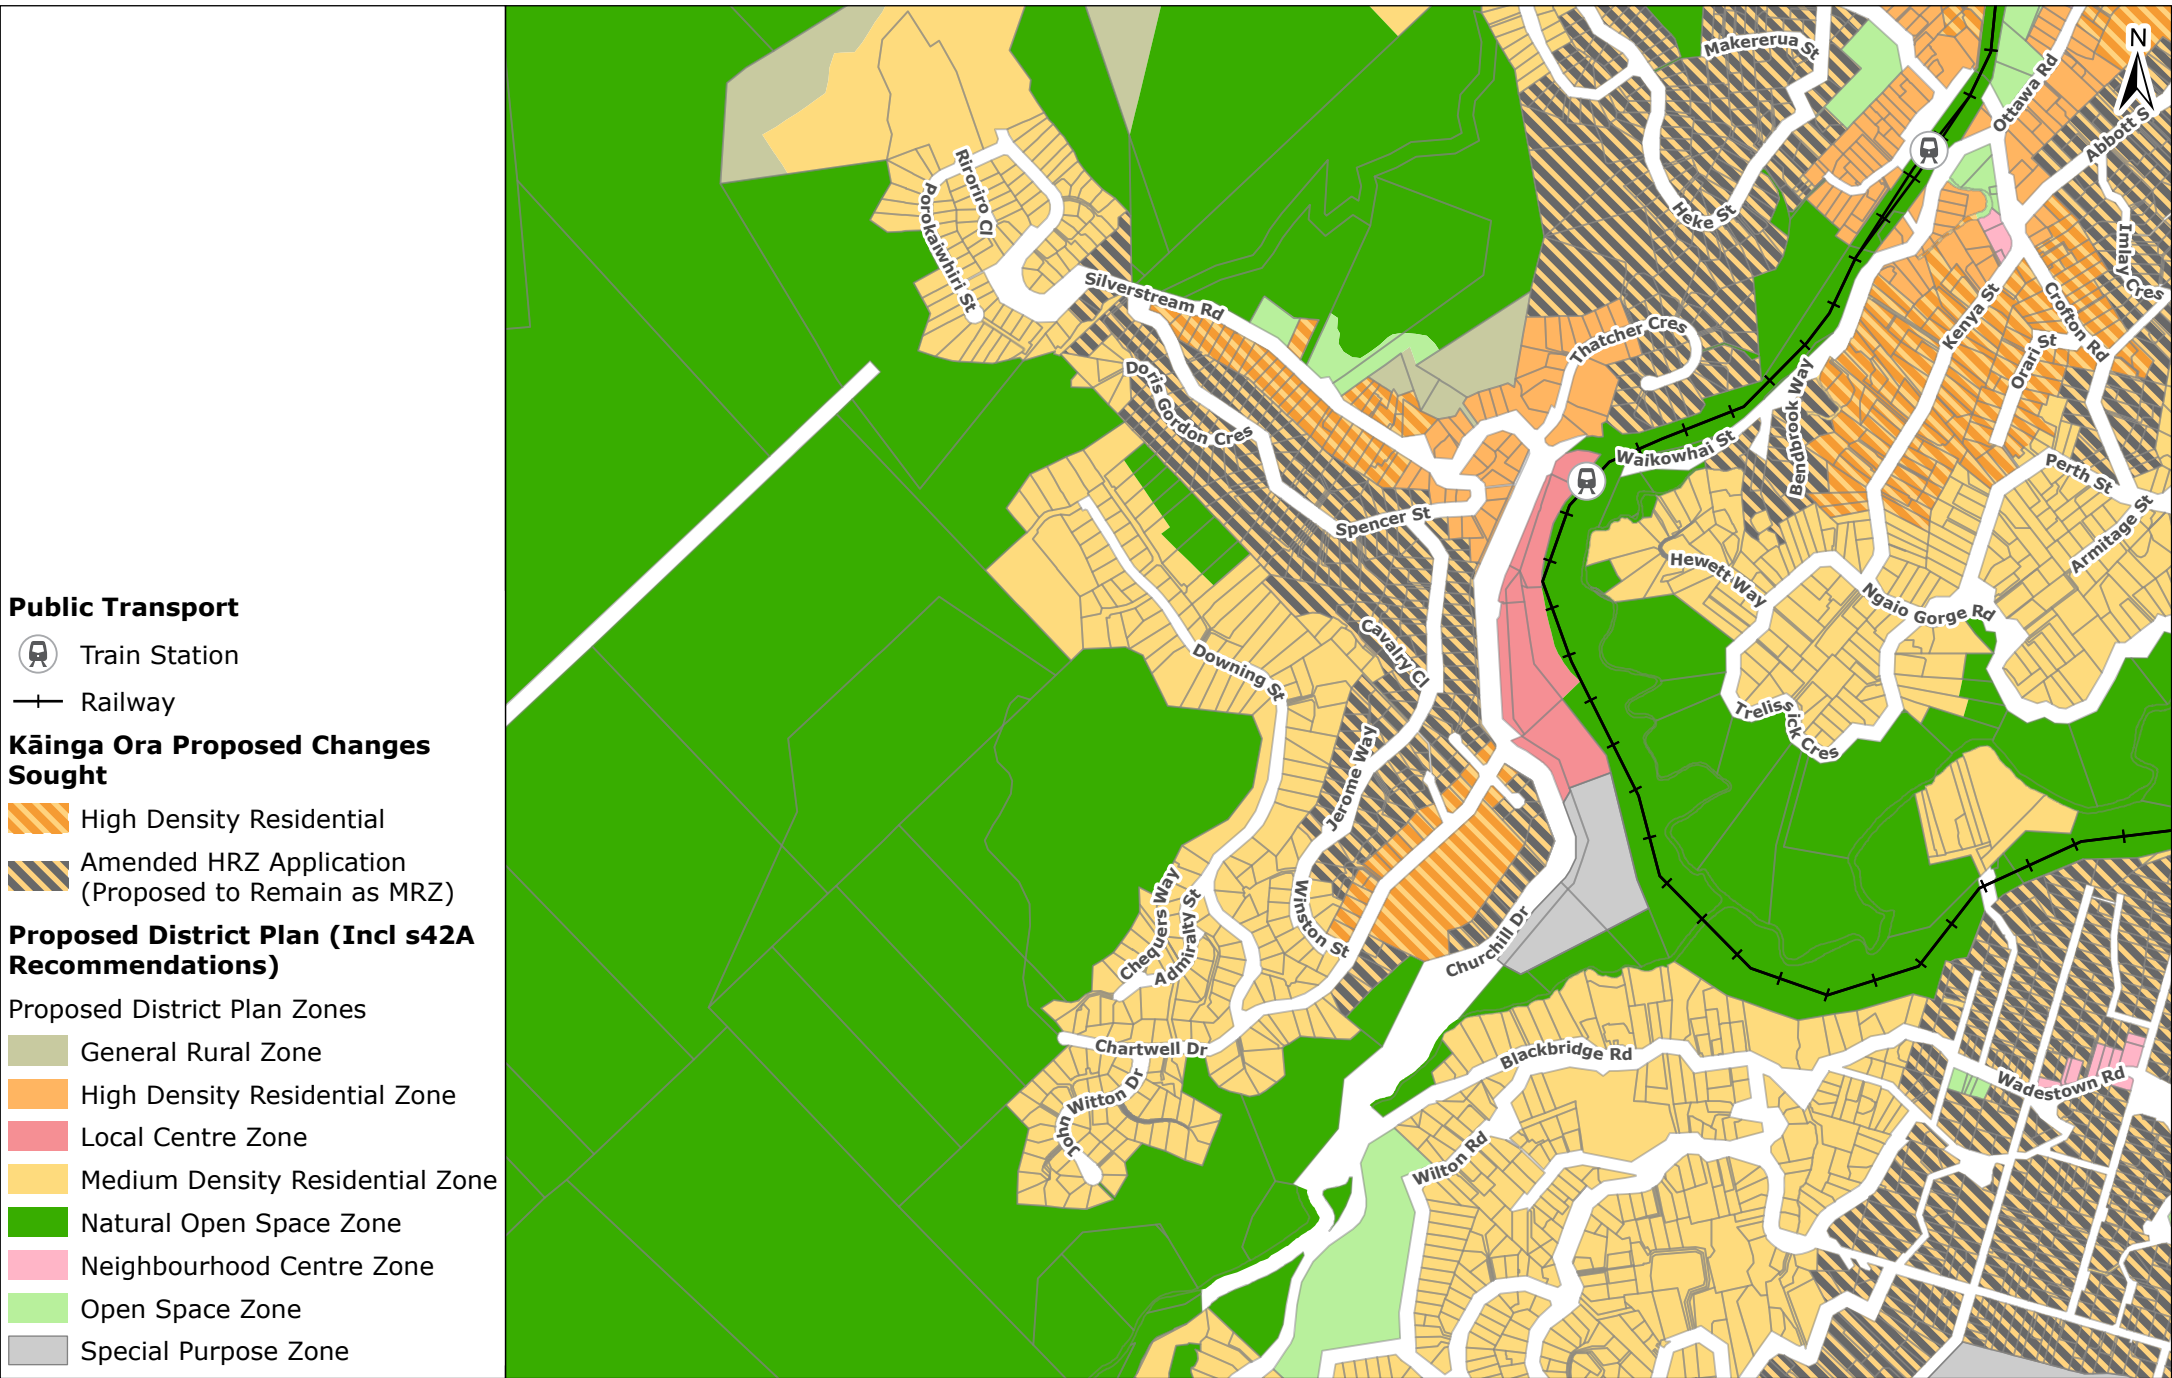 Public Transport
Train Station
Railway
Kāinga Ora Proposed Changes
Sought
High Density Residential
Amended HRZ Application
(Proposed to Remain as MRZ)
Proposed District Plan (Incl s42A
Recommendations)
Proposed District Plan Zones
General Rural Zone
High Density Residential Zone
Local Centre Zone
Medium Density Residential Zone
Natural Open Space Zone
Neighbourhood Centre Zone
Open Space Zone
Special Purpose Zone
N
Makererua St
Ottawa Rd
Abbott S
Riroriro Cl
Porokaiwhiri St
Heke St
Imlay Cres
Silverstream Rd
Thatcher Cres
Kenya St
Crofton Rd
Orari St
Doris Gordon Cres
Bendbrook Way
Waikowhai St
Perth St
Spencer St
Armitage St
Hewett Way
Ngaio Gorge Rd
Cavalry Cl
Downing St
Trelissick Cres
Jerome Way
Chequers Way
Admiralty St
Winston St
Churchill Dr
Chartwell Dr
Blackbridge Rd
Wadestown Rd
John Witton Dr
Wilton Rd